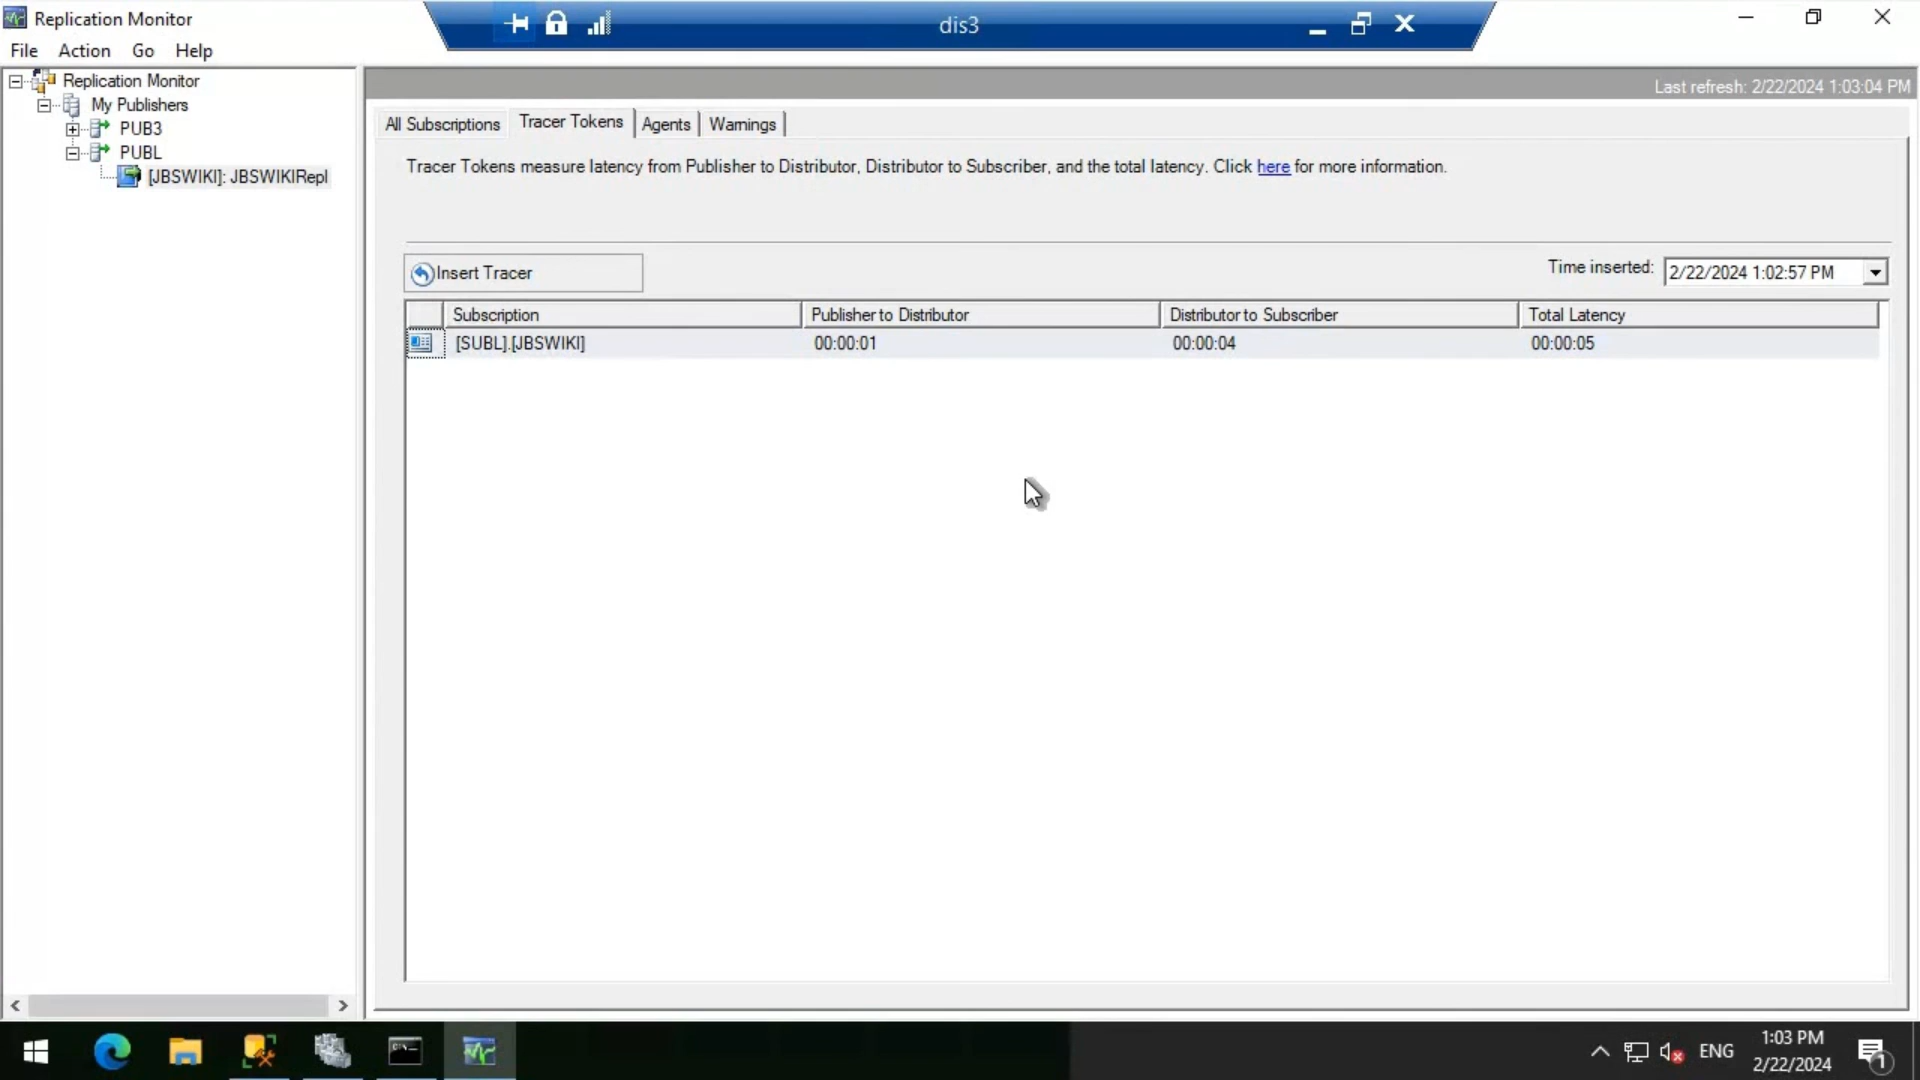 Replication Monitor
dis3
File Action Go Help
Replication Monitor
My Publishers
PUB3
PUBL
[JBSWIKI]: JBSWIKIRepl
Last refresh: 2/22/2024 1:03:04 PM
All Subscriptions Tracer Tokens Agents Warnings
Tracer Tokens measure latency from Publisher to Distributor, Distributor to Subscriber, and the total latency. Click here for more information.
Insert Tracer
Time inserted: 2/22/2024 1:02:57 PM
Subscription Publisher to Distributor Distributor to Subscriber Total Latency
[SUBL].[JBSWIKI] 00:00:01 00:00:04 00:00:05
ENG
1:03 PM
2/22/2024
1